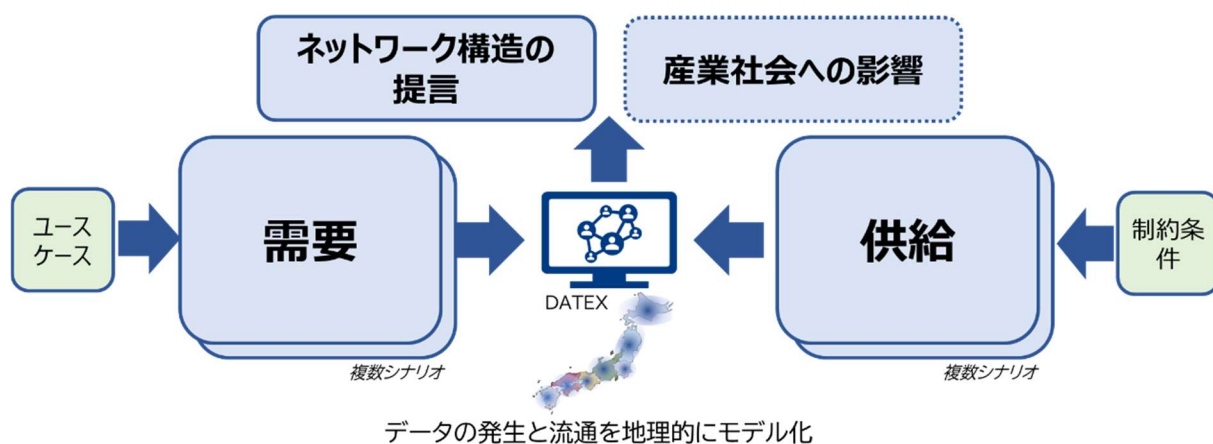 ネットワーク構造の
提言
産業社会への影響
ユース
ケース
需要
複数シナリオ
DATEX
供給
複数シナリオ
制約条
件
データの発生と流通を地理的にモデル化